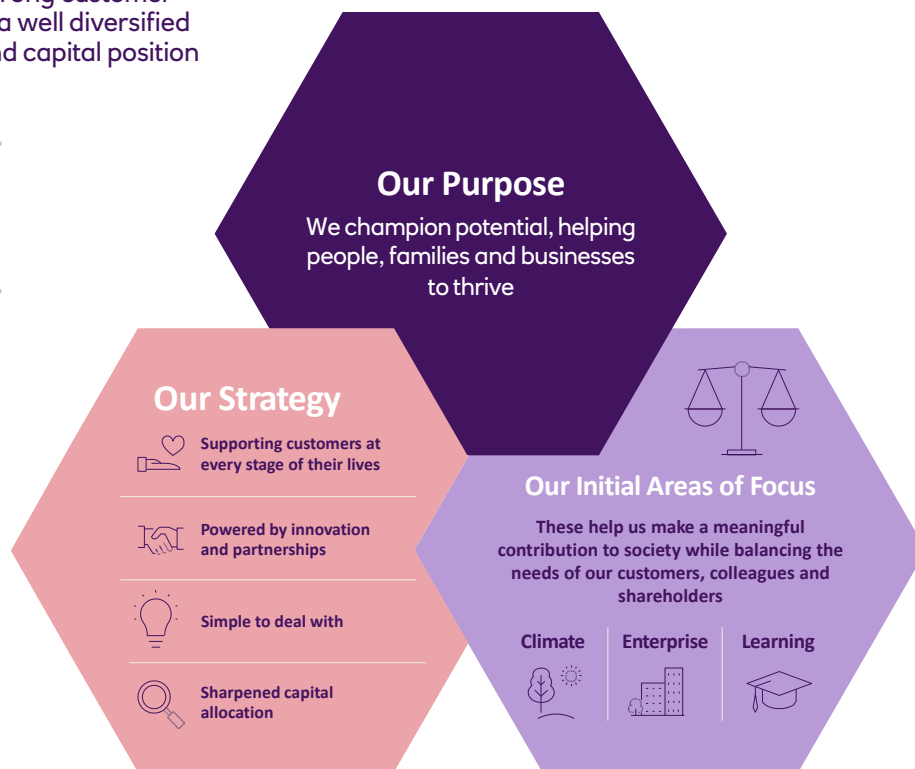 a well diversified
capital position
Our Purpose
We champion potential, helping
people, families and businesses
to thrive
Our Strategy
Supporting customers at
every stage of their lives
Powered by innovation
and partnerships
Simple to deal with
Sharpened capital
allocation
Our Initial Areas of Focus
These help us make a meaningful
contribution to society while balancing the
needs of our customers, colleagues and
shareholders
Climate
Enterprise
Learning